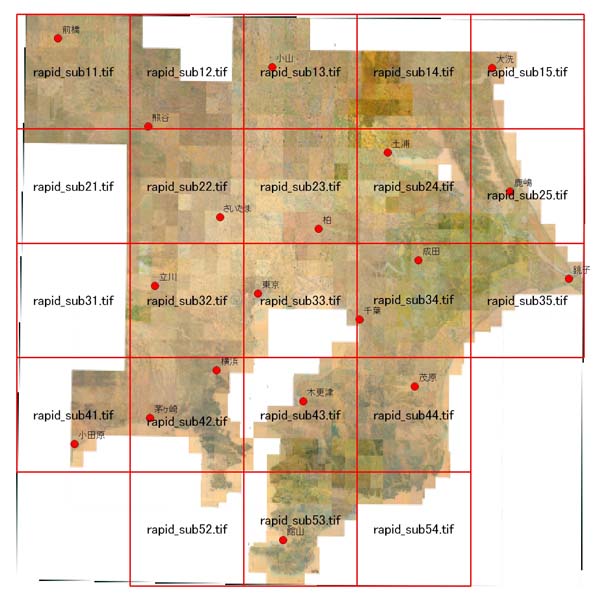 前橋
rapid_sub11.tif
rapid_sub12.tif
小山
rapid_sub13.tif
rapid_sub14.tif
大洗
rapid_sub15.tif
熊谷
土浦
rapid_sub21.tif
rapid_sub22.tif
rapid_sub23.tif
rapid_sub24.tif
鹿嶋
rapid_sub25.tif
さいたま
柏
成田
銚子
立川
東京
rapid_sub31.tif
rapid_sub32.tif
rapid_sub33.tif
rapid_sub34.tif
rapid_sub35.tif
千葉
横浜
木更津
茂原
茅ヶ崎
rapid_sub41.tif
rapid_sub42.tif
rapid_sub43.tif
rapid_sub44.tif
小田原
rapid_sub52.tif
rapid_sub53.tif
rapid_sub54.tif
館山